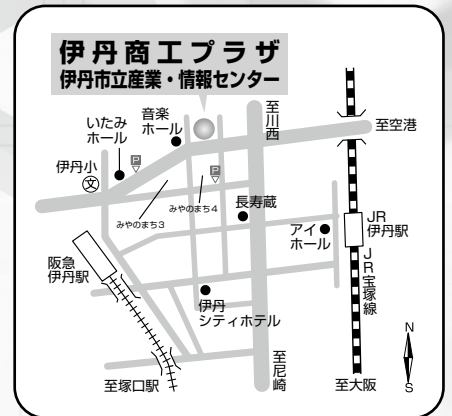 伊丹商工プラザ
伊丹市立産業・情報センター
音楽
ホール
至川西
至空港
いたみ
ホール
伊丹小
文
P
P
みやのまち3
みやのまち4
長寿蔵
アイ
ホール
JR
伊丹駅
JR宝塚線
阪急
伊丹駅
伊丹
シティホテル
至尼崎
至塚口駅
至大阪
N
S